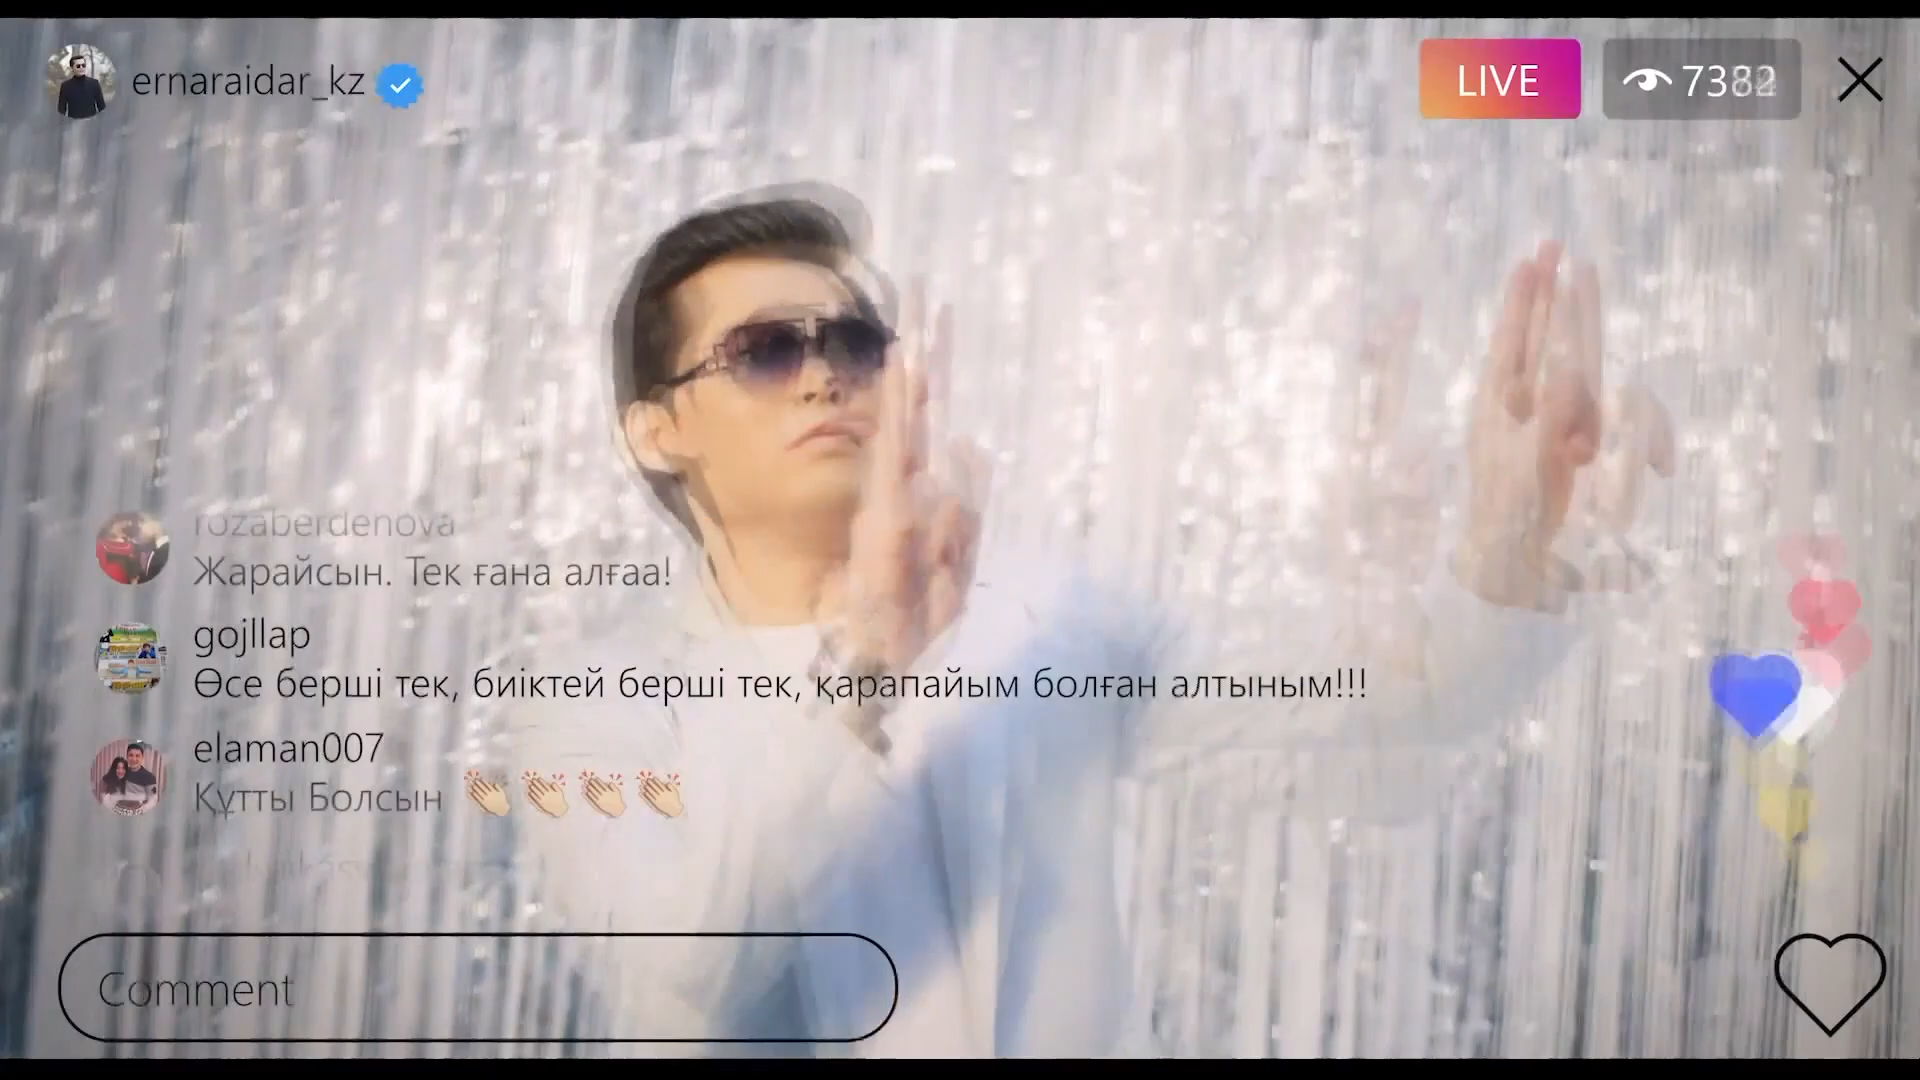 ernaraidar_kz
LIVE
rozaberdenova
Жарайсын. Тек ғана алғаа!
gojllap
Өсе берші тек, биіктей берші тек, қарапайым болған алтыным!!!
elaman007
Құтты Болсын 👏👏👏👏
Comment